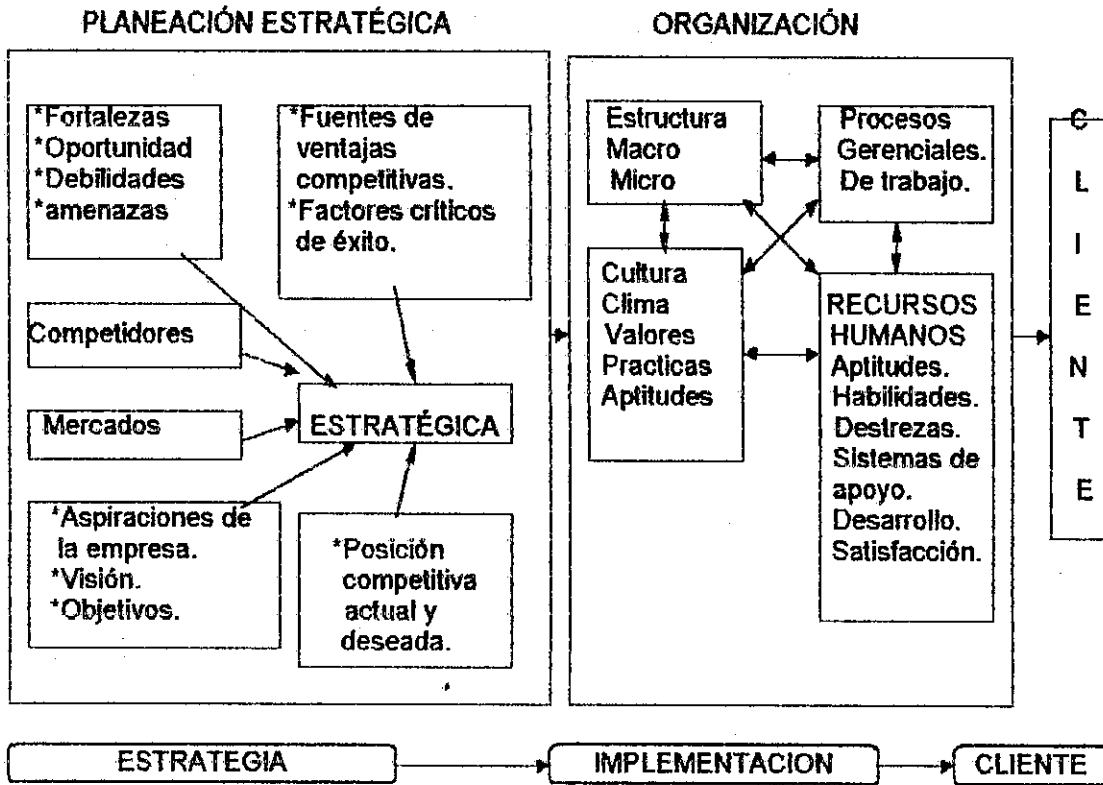 PLANEACIÓN ESTRATÉGICA
*Fortalezas
*Oportunidad
*Debilidades
*amenazas
*Fuentes de
ventajas
competitivas.
*Factores críticos
de éxito.
Competidores
Mercados
ESTRATÉGICA
*Aspiraciones de
la empresa.
*Visión.
*Objetivos.
*Posición
competitiva
actual y
deseada.
ORGANIZACIÓN
Estructura
Macro
Micro
Procesos
Gerenciales.
De trabajo.
Cultura
Clima
Valores
Practicas
Aptitudes
RECURSOS
HUMANOS
Aptitudes.
Habilidades.
Destrezas.
Sistemas de
apoyo.
Desarrollo.
Satisfacción.
C
L
I
E
N
T
E
ESTRATEGIA
IMPLEMENTACION
CLIENTE